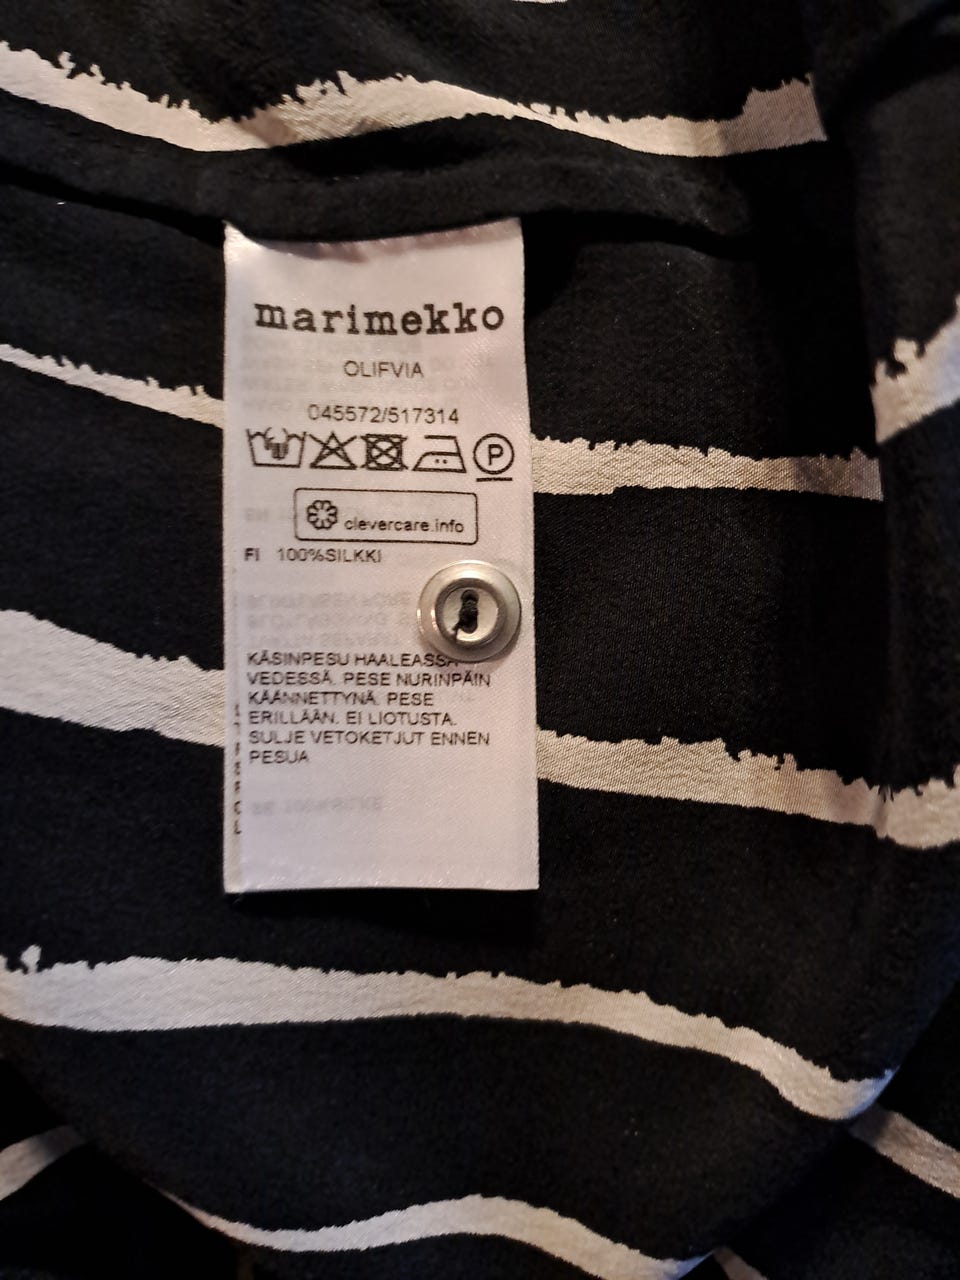 marimekko
OLIFVIA
045572/517314
P
clevercare.info
FI 100%SILKKI
KÄSINPESU HAALEASSA
VEDESSÄ. PESE NURINPÄIN
KÄÄNNETTYNÄ. PESE
ERILLÄÄN. EI LIOTUSTA.
SULJE VETOKETJUT ENNEN
PESUA